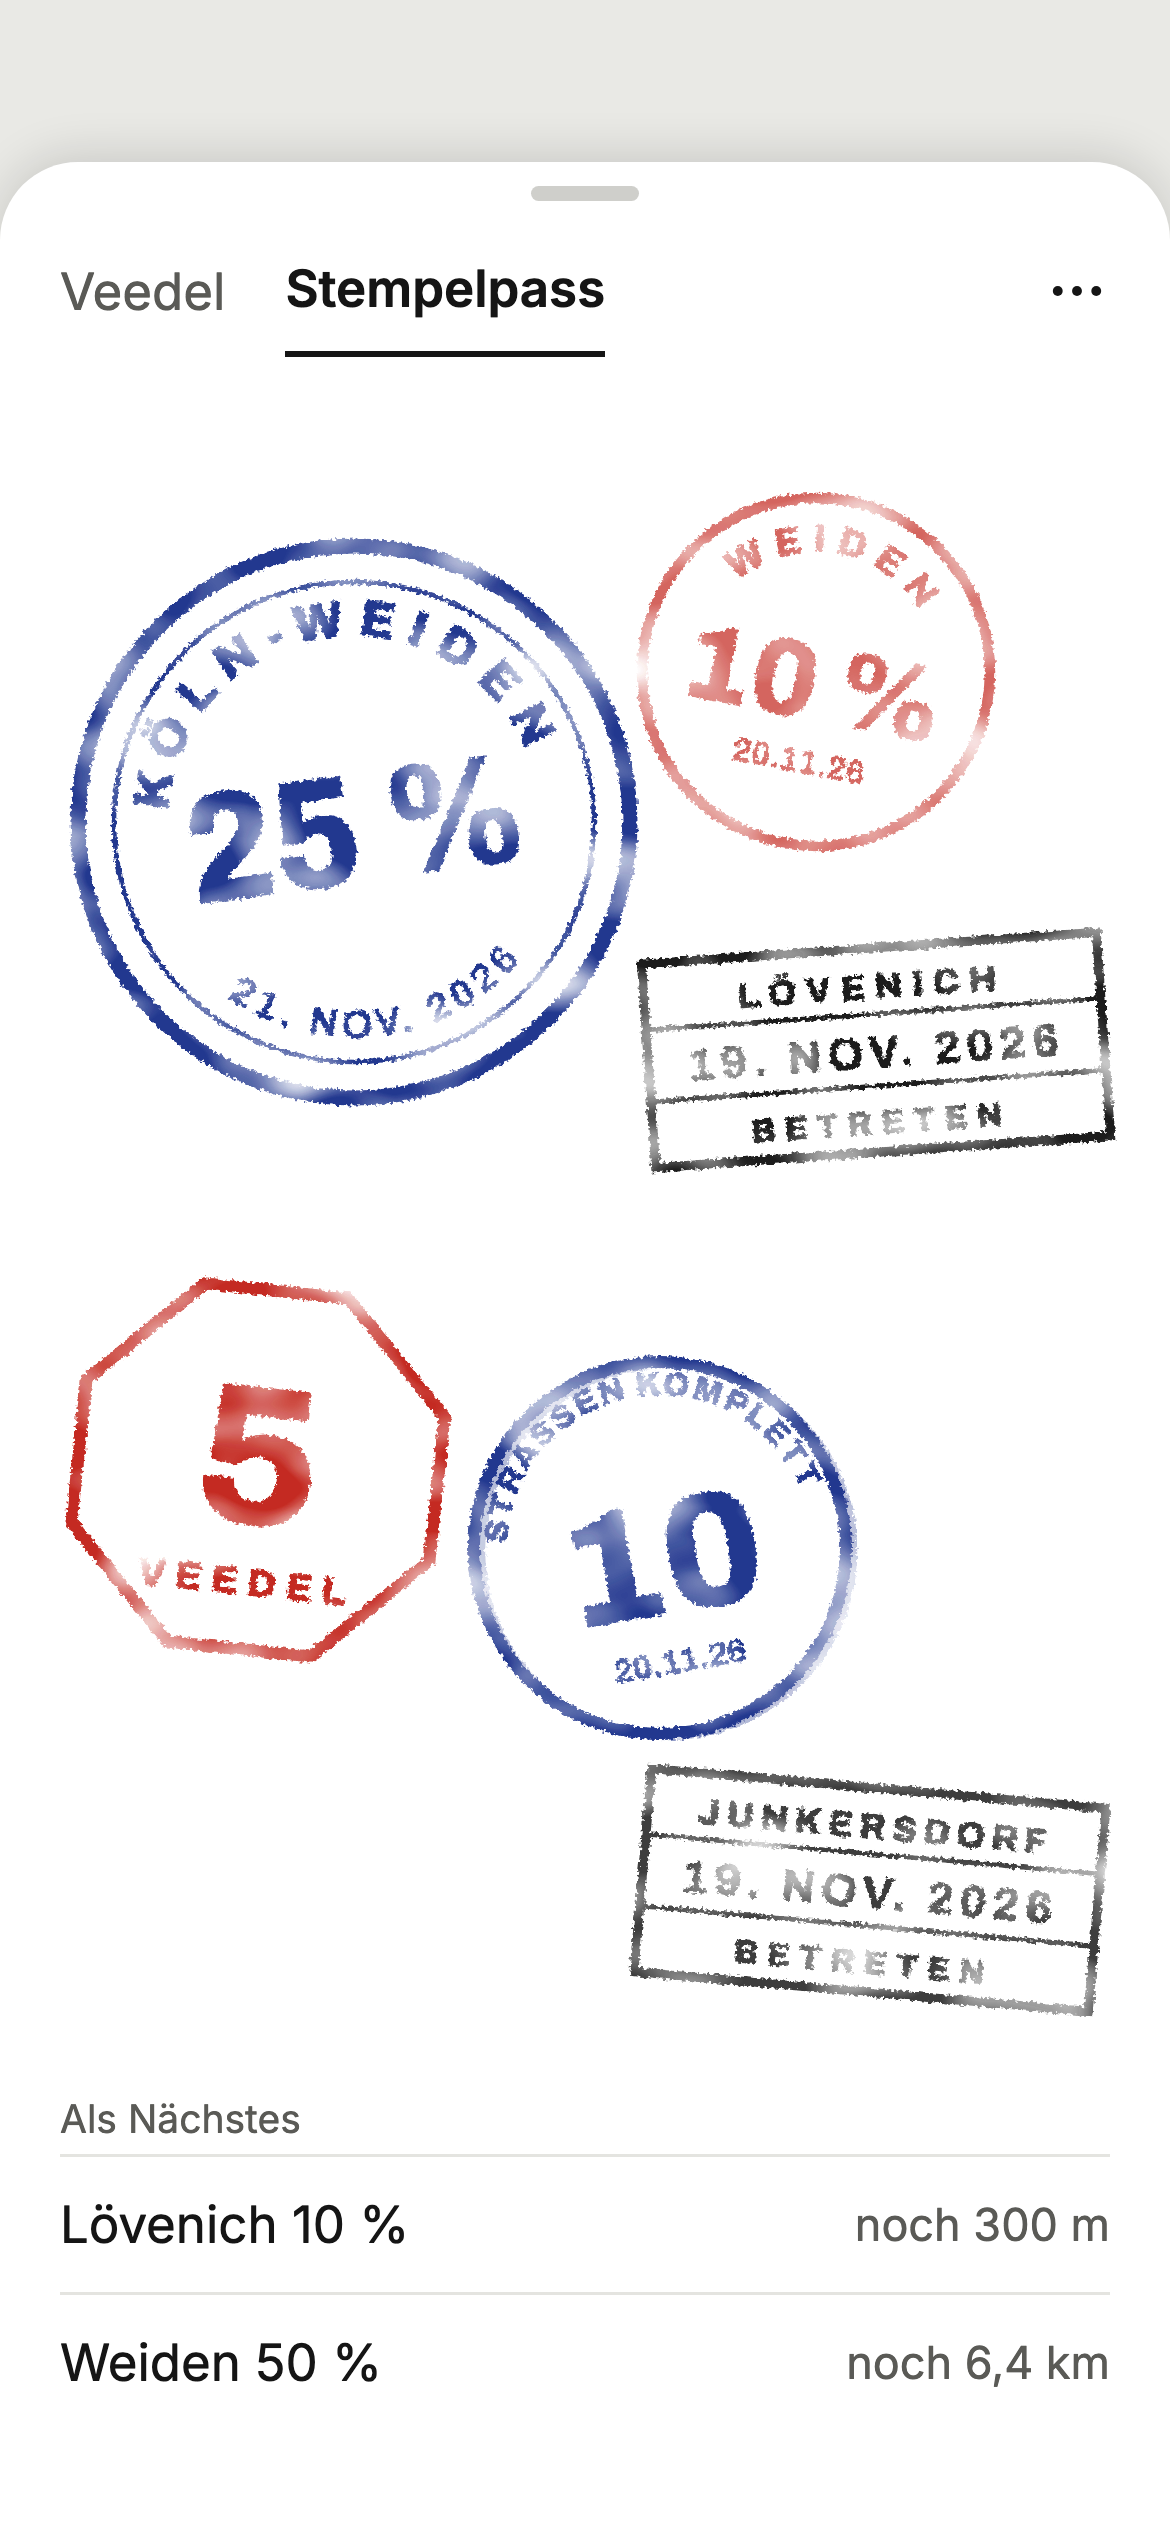 Veedel
Stempelpass
KÖLN-WEIDEN
25 %
21. NOV. 2026
WEIDEN
10 %
20.11.26
LÖVENICH
19. NOV. 2026
BETRETEN
5
VEEDEL
STRASSEN KOMPLETT
10
20.11.26
JUNKERSDORF
19. NOV. 2026
BETRETEN
Als Nächstes
Lövenich 10 %
noch 300 m
Weiden 50 %
noch 6,4 km